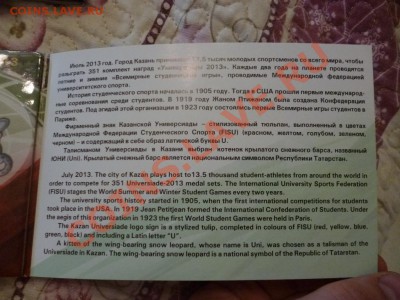 Июль 2013 год. Город Казань принимает 13,5 тысяч молодых спортсменов со всего мира, чтобы
разыграть 351 комплект наград «Универсиады 2013». Каждые два года на планете проводятся
летние и зимние «Всемирные студенческие игры», проводимые Международной федерацией
университетского спорта.
История студенческого спорта началась в 1905 году. Тогда в США прошли первые международ-
ные соревнования среди студентов. В 1919 году Жаном Птижаном была создана Конфедерация
студентов. Под эгидой этой организации в 1923 году состоялись первые Всемирные игры студентов в
Париже.
Фирменный знак Казанской Универсиады - стилизованный тюльпан, выполненный в цветах
Международной Федерации Студенческого Спорта (FISU) (красном, желтом, голубом, зеленом,
черном) – и содержащий в себе образ латинской буквы U.
Талисманом Универсиады в Казани выбран котенок крылатого снежного барса, названный
ЮНИ (Uni). Крылатый снежный барс является национальным символом Республики Татарстан.
July 2013. The city of Kazan plays host to 13.5 thousand student-athletes from around the world in
order to compete for 351 Universiade-2013 medal sets. The International University Sports Federation
(FISU) stages the World Summer and Winter Student Games every two years.
The university sports history started in 1905, when the first international competitions for students
took place in the USA. In 1919 Jean Petitjean formed the International Confederation of Students. Under
the aegis of this organization in 1923 the first World Student Games were held in Paris.
The Kazan Universiade logo sign is a stylized tulip, completed in colours of FISU (red, yellow, blue,
green, black) and including a Latin letter "U".
A kitten of the wing-bearing snow leopard, whose name is Uni, was chosen as a talisman of the
Universiade in Kazan. The wing-bearing snow leopard is a national symbol of the Republic of Tatarstan.
COINS.LOVE.RU